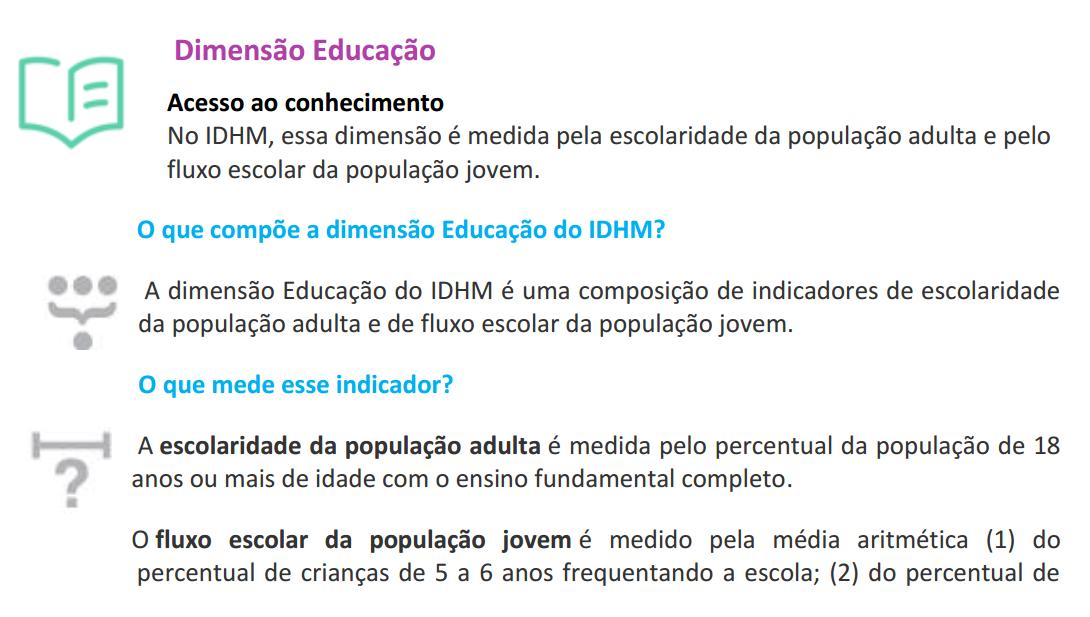 Dimensão Educação
Acesso ao conhecimento
No IDHM, essa dimensão é medida pela escolaridade da população adulta e pelo
fluxo escolar da população jovem.
O que compõe a dimensão Educação do IDHM?
A dimensão Educação do IDHM é uma composição de indicadores de escolaridade
da população adulta e de fluxo escolar da população jovem.
O que mede esse indicador?
A escolaridade da população adulta é medida pelo percentual da população de 18
anos ou mais de idade com o ensino fundamental completo.
O fluxo escolar da população jovem é medido pela média aritmética (1) do
percentual de crianças de 5 a 6 anos frequentando a escola; (2) do percentual de